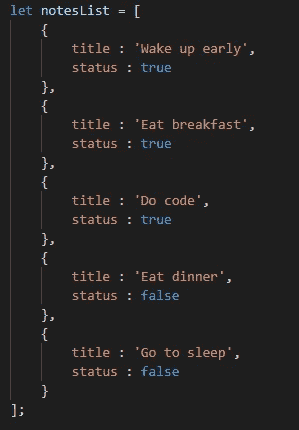 let notesList = [
    {
        title : 'Wake up early',
        status : true
    },
    {
        title : 'Eat breakfast',
        status : true
    },
    {
        title : 'Do code',
        status : true
    },
    {
        title : 'Eat dinner',
        status : false
    },
    {
        title : 'Go to sleep',
        status : false
    }
];